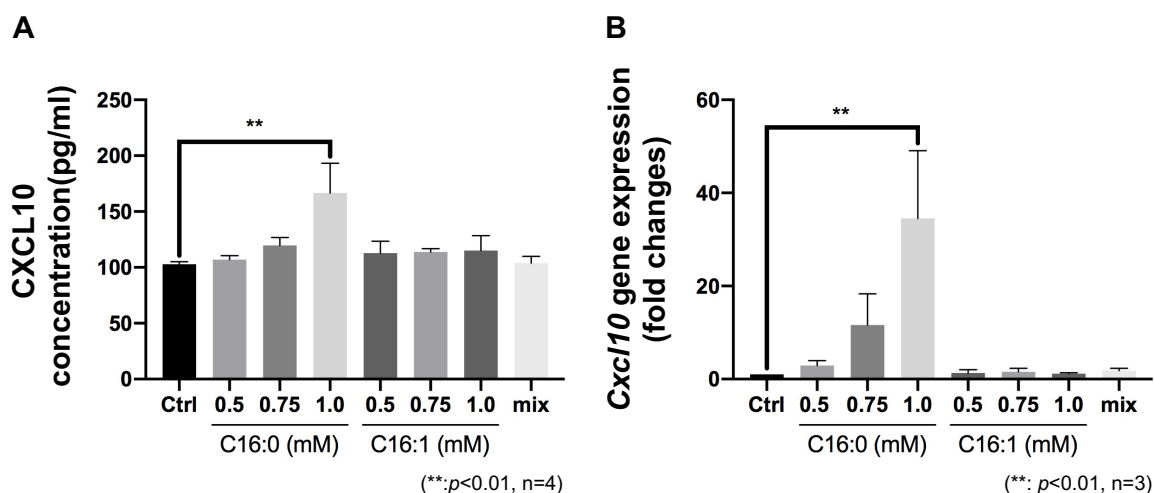 A
CXCL10
concentration(pg/ml)
250
200
150
100
50
0
**
Ctrl 0.5 0.75 1.0 0.5 0.75 1.0 mix
C16:0 (mM) C16:1 (mM)
(**:p<0.01, n=4)
B
Cxcl10 gene expression
(fold changes)
60
40
20
0
**
Ctrl 0.5 0.75 1.0 0.5 0.75 1.0 mix
C16:0 (mM) C16:1 (mM)
(**: p<0.01, n=3)